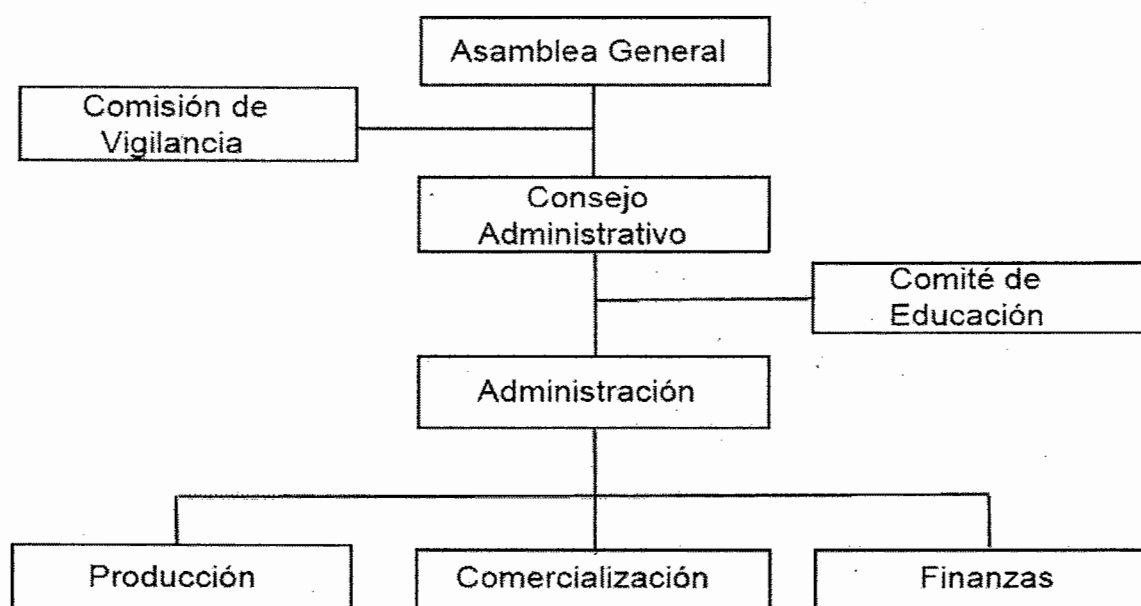 Asamblea General
Comisión de
Vigilancia
Consejo
Administrativo
Comité de
Educación
Administración
Producción
Comercialización
Finanzas